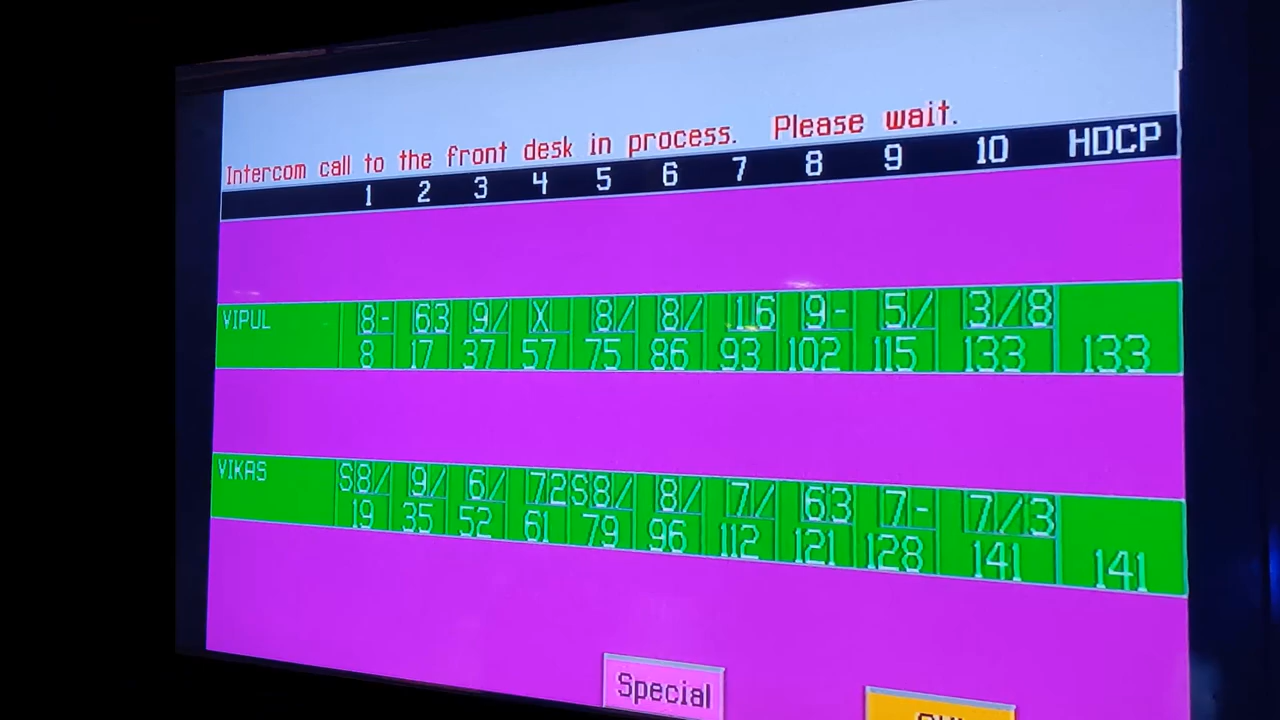 Intercom call to the front desk in process. Please wait.
1 2 3 4 5 6 7 8 9 10 HDCP
VIPUL 8- 63 9/ X 8/ 8/ 16 9- 5/ 3/8
8 17 37 57 75 86 93 102 115 133 133
VIKAS S8/ 9/ 6/ 72 S8/ 8/ 7/ 63 7- 7/3
19 35 52 61 79 96 112 121 128 141 141
Special